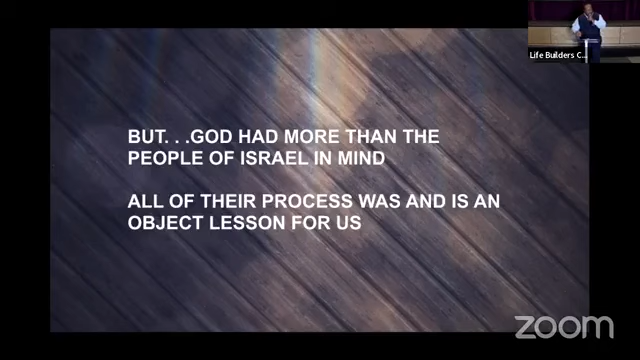 Life Builders C...
BUT. . .GOD HAD MORE THAN THE
PEOPLE OF ISRAEL IN MIND
ALL OF THEIR PROCESS WAS AND IS AN
OBJECT LESSON FOR US
zoom